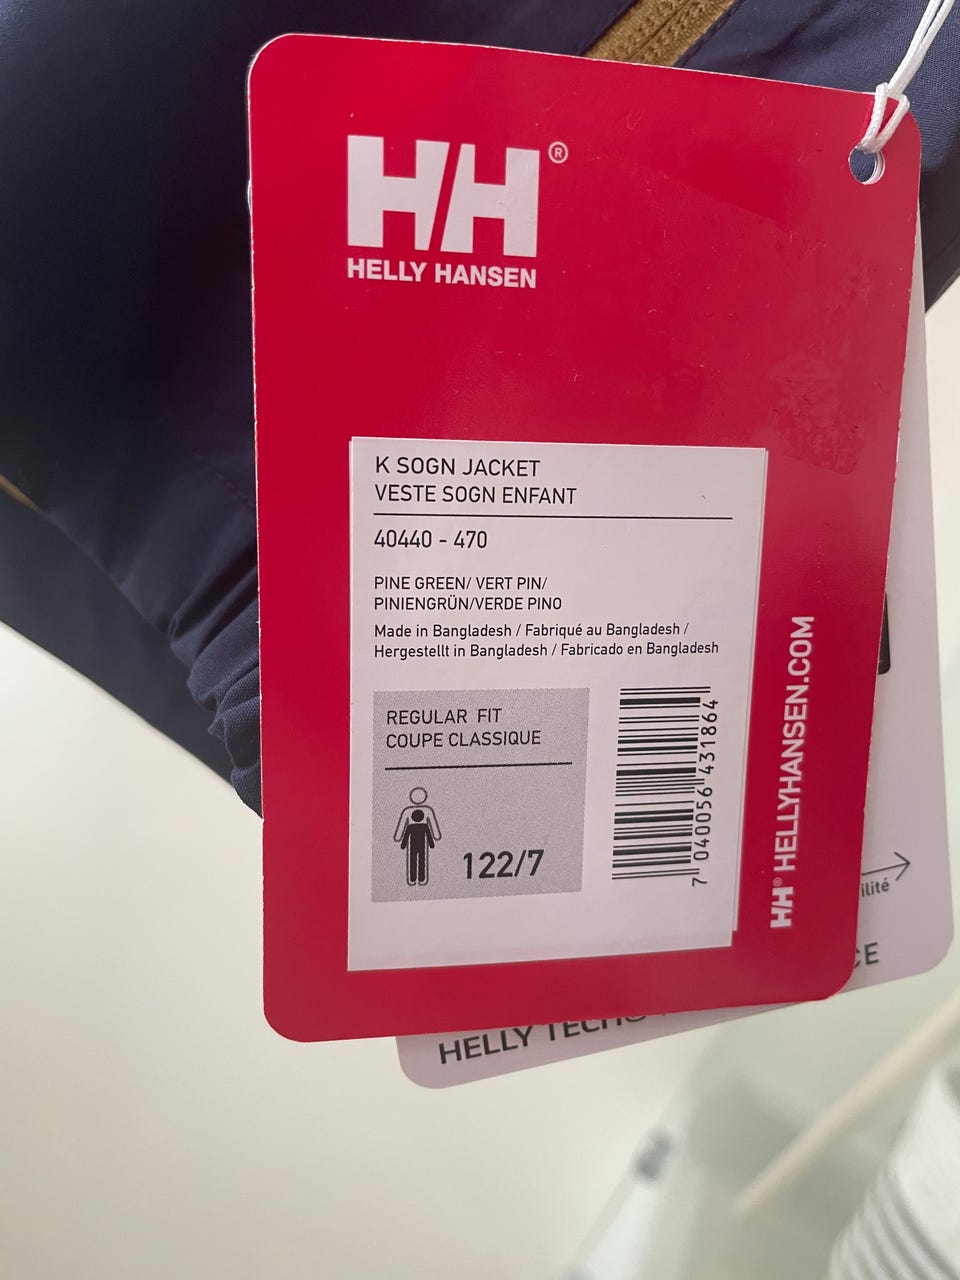 HH®
HELLY HANSEN
K SOGN JACKET
VESTE SOGN ENFANT
40440 - 470
PINE GREEN/ VERT PIN/
PINIENGRÜN/VERDE PINO
Made in Bangladesh / Fabriqué au Bangladesh /
Hergestellt in Bangladesh / Fabricado en Bangladesh
REGULAR FIT
COUPE CLASSIQUE
122/7
7 040056 431864
HH® HELLYHANSEN.COM
ilité
CE
HELLY TECH